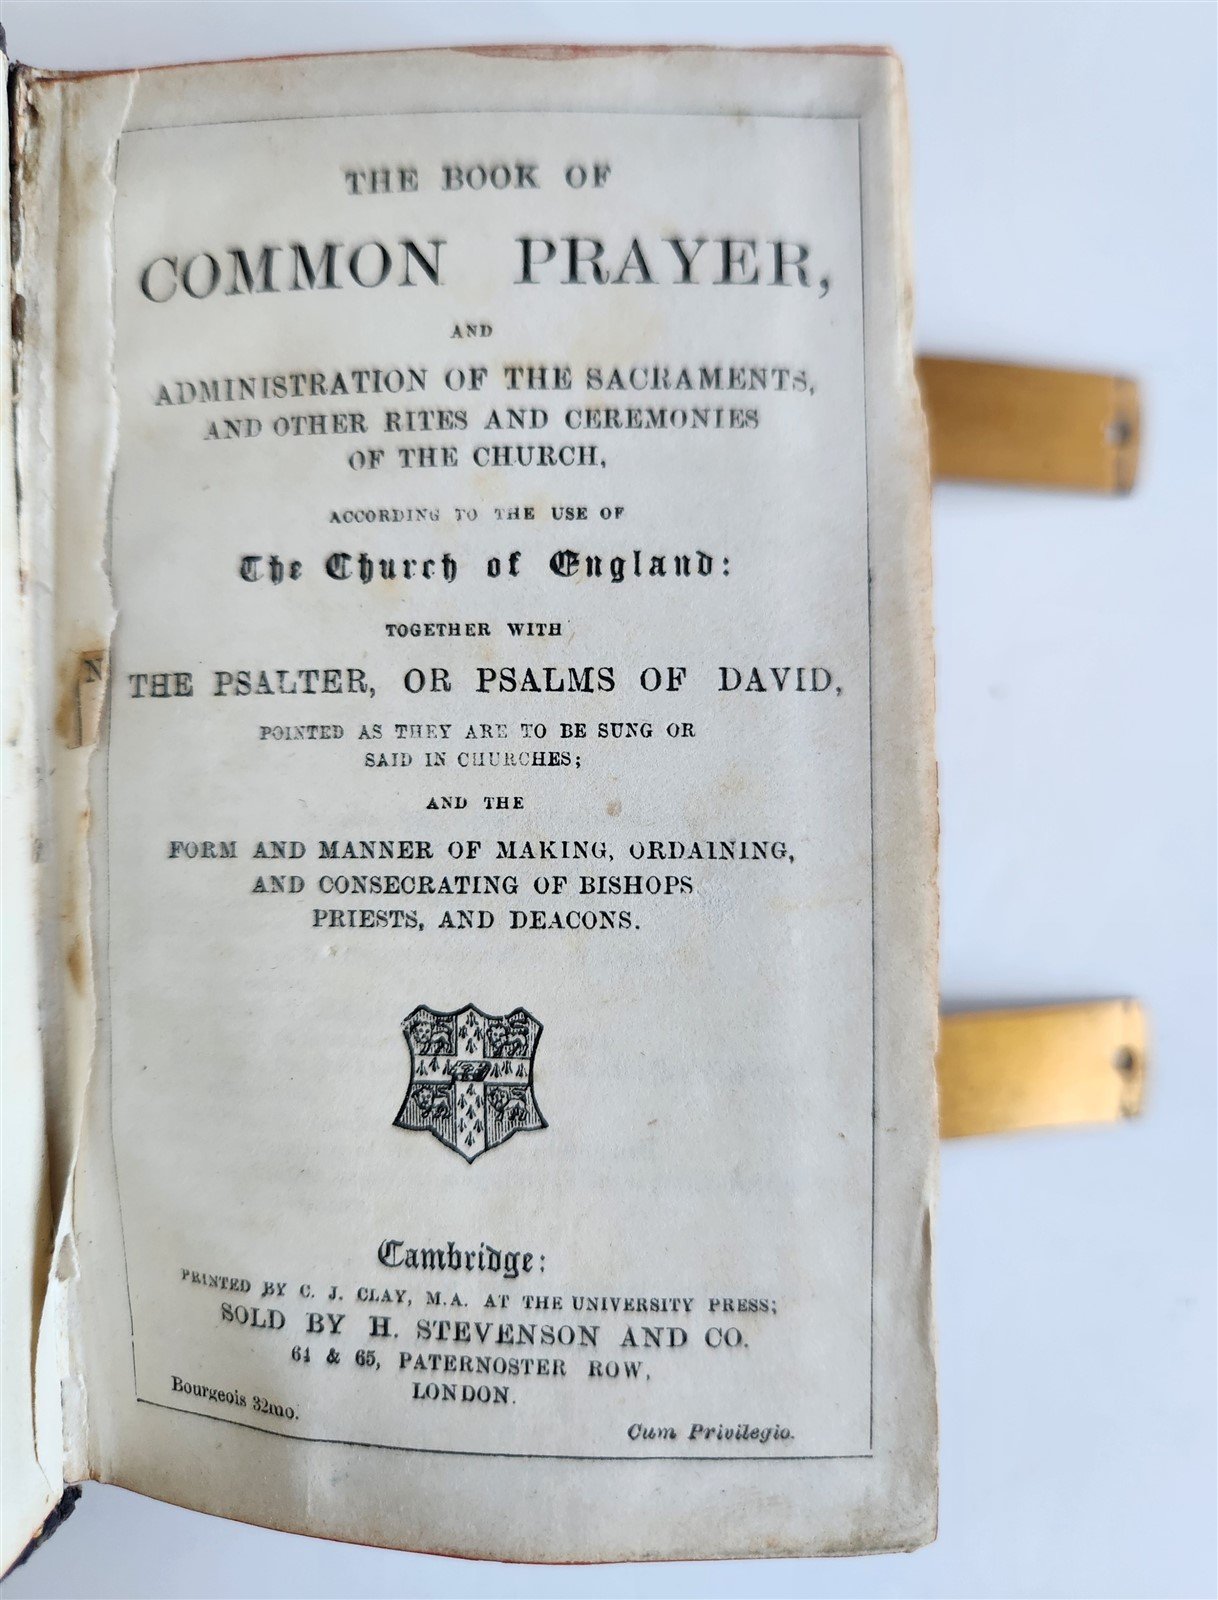 THE BOOK OF
COMMON PRAYER,
AND
ADMINISTRATION OF THE SACRAMENTS,
AND OTHER RITES AND CEREMONIES
OF THE CHURCH,
ACCORDING TO THE USE OF
The Church of England:
TOGETHER WITH
N
THE PSALTER, OR PSALMS OF DAVID,
POINTED AS THEY ARE TO BE SUNG OR
SAID IN CHURCHES;
AND THE
FORM AND MANNER OF MAKING, ORDAINING,
AND CONSECRATING OF BISHOPS
PRIESTS, AND DEACONS.
Cambridge:
PRINTED BY C. J. CLAY, M.A. AT THE UNIVERSITY PRESS;
SOLD BY H. STEVENSON AND CO.
64 & 65, PATERNOSTER ROW,
LONDON.
Bourgeois 32mo.
Cum Privilegio.